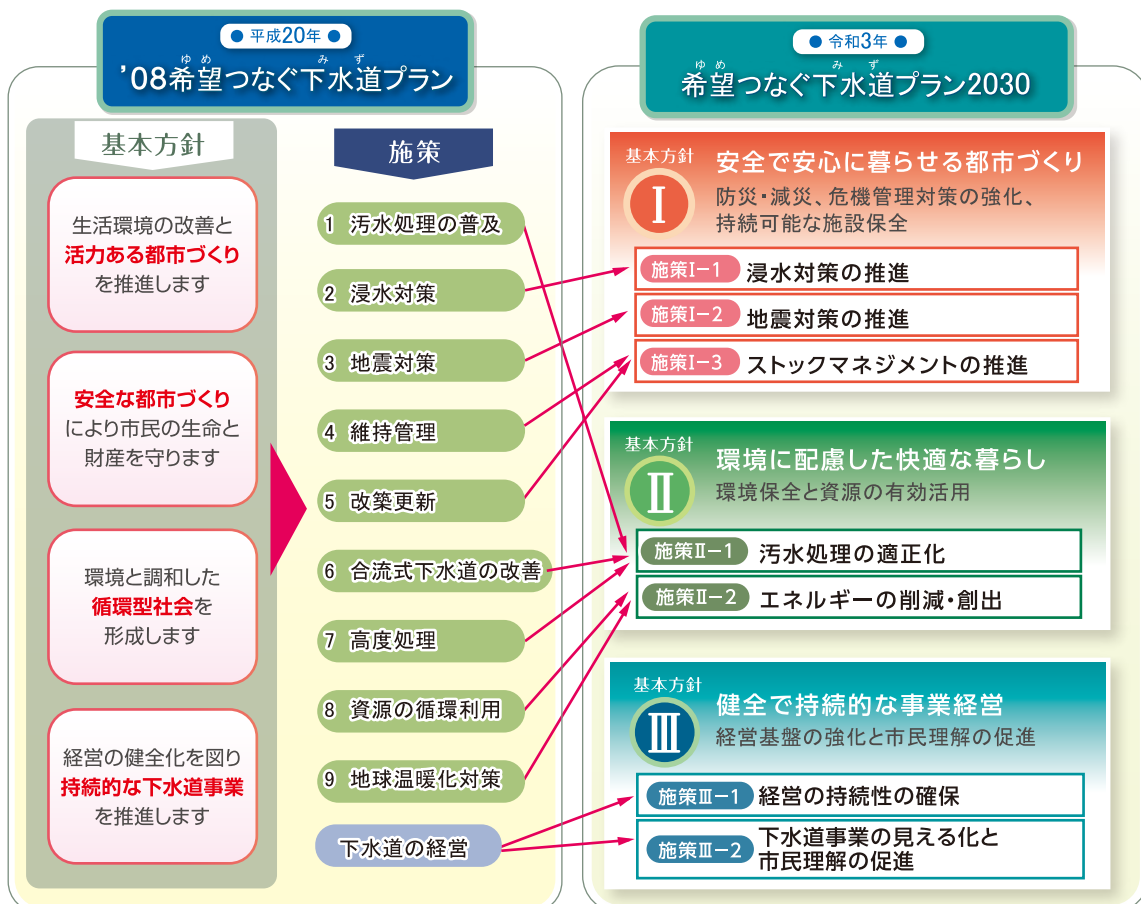 ● 平成20年 ●
ゆめ みず
’08希望つなぐ下水道プラン
基本方針
生活環境の改善と
活力ある都市づくり
を推進します
安全な都市づくり
により市民の生命と
財産を守ります
環境と調和した
循環型社会を
形成します
経営の健全化を図り
持続的な下水道事業
を推進します
施策
1 汚水処理の普及
2 浸水対策
3 地震対策
4 維持管理
5 改築更新
6 合流式下水道の改善
7 高度処理
8 資源の循環利用
9 地球温暖化対策
下水道の経営
● 令和3年 ●
ゆめ みず
希望つなぐ下水道プラン2030
基本方針
Ⅰ
安全で安心に暮らせる都市づくり
防災・減災、危機管理対策の強化、
持続可能な施設保全
施策Ⅰ－1 浸水対策の推進
施策Ⅰ－2 地震対策の推進
施策Ⅰ－3 ストックマネジメントの推進
基本方針
Ⅱ
環境に配慮した快適な暮らし
環境保全と資源の有効活用
施策Ⅱ－1 汚水処理の適正化
施策Ⅱ－2 エネルギーの削減・創出
基本方針
Ⅲ
健全で持続的な事業経営
経営基盤の強化と市民理解の促進
施策Ⅲ－1 経営の持続性の確保
施策Ⅲ－2 下水道事業の見える化と
市民理解の促進